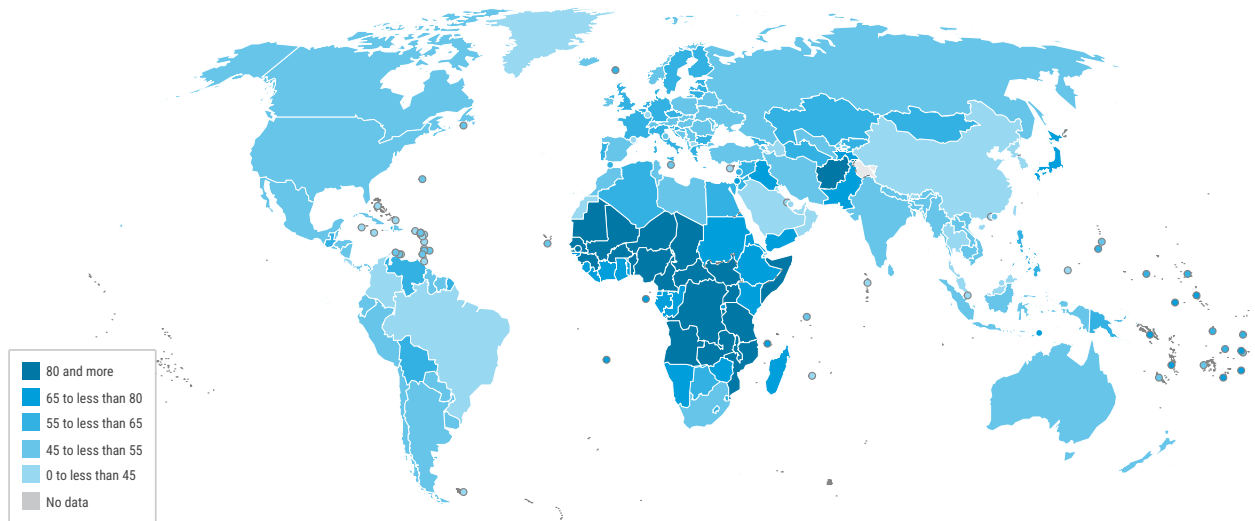 80 and more
65 to less than 80
55 to less than 65
45 to less than 55
0 to less than 45
No data